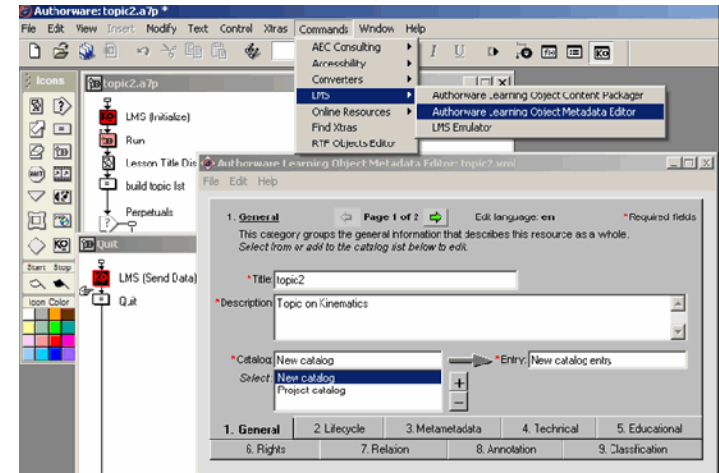 Authorware: topic2.a7p *
File Edit View Insert Modify Text Control Xtras Commands Window Help
AEC Consulting
Accessibility
Converters
LMS
Online Resources
Find Xtras
RTF Objects Editor
Authorware Learning Object Content Packager
Authorware Learning Object Metadata Editor
LMS Emulator
I U
KO
Icons
Start Stop
Icon Color
topic2.a7p
LMS (Initialize)
Run
Lesson Title Dis
build topic list
Perpetuals
Quit
LMS (Send Data)
Quit
Authorware Learning Object Metadata Editor: topic2.xml
File Edit Help
1. General Page 1 of 2 Edit language: en *Required fields
This category groups the general information that describes this resource as a whole.
Select from or add to the catalog list below to edit.
*Title: topic2
*Description: Topic on Kinematics
*Catalog: New catalog *Entry: New catalog entry
Select: New catalog
Project catalog
+
−
1. General 2. Lifecycle 3. Metametadata 4. Technical 5. Educational
6. Rights 7. Relation 8. Annotation 9. Classification